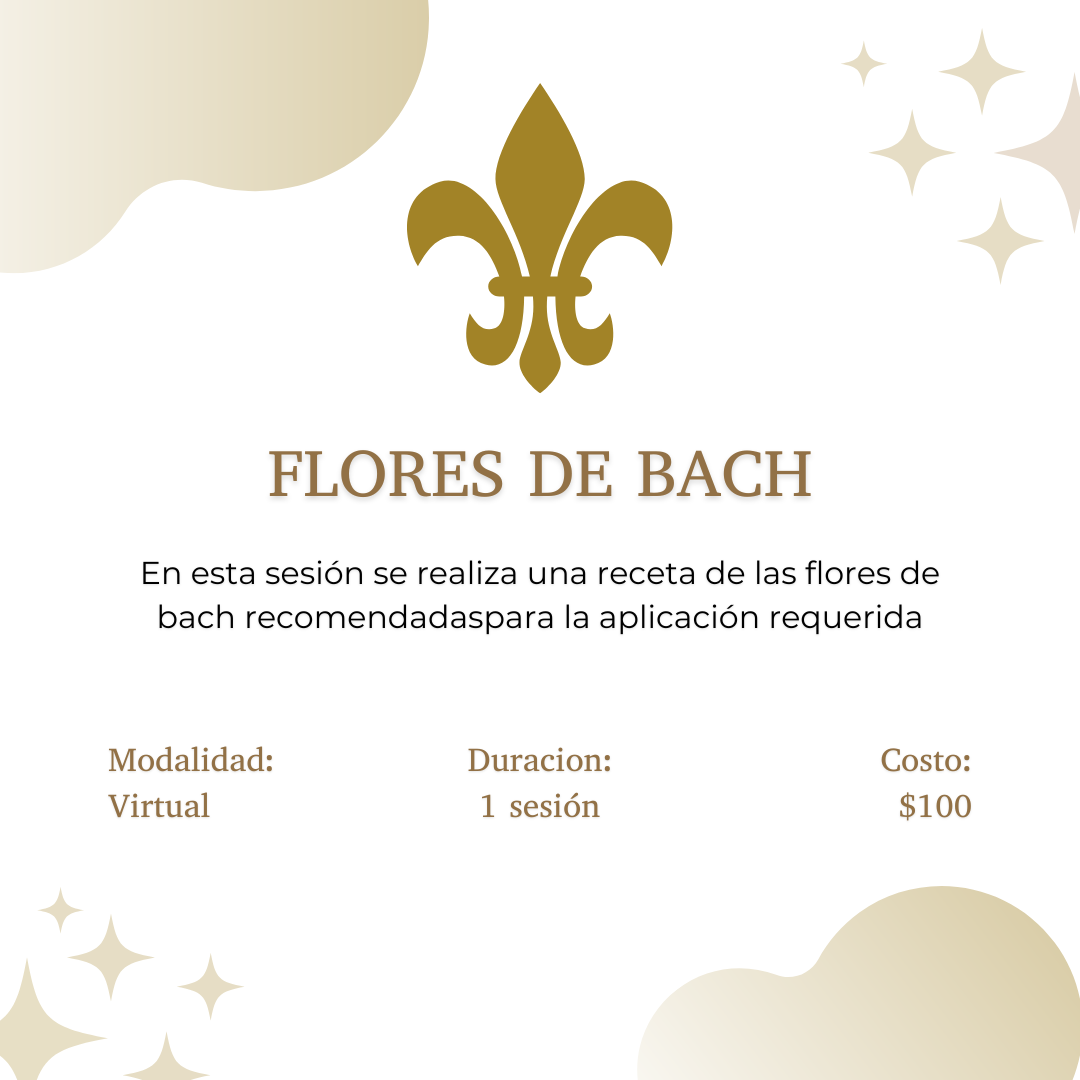 FLORES DE BACH
En esta sesión se realiza una receta de las flores de
bach recomendadaspara la aplicación requerida
Modalidad:
Virtual
Duracion:
1 sesión
Costo:
$100